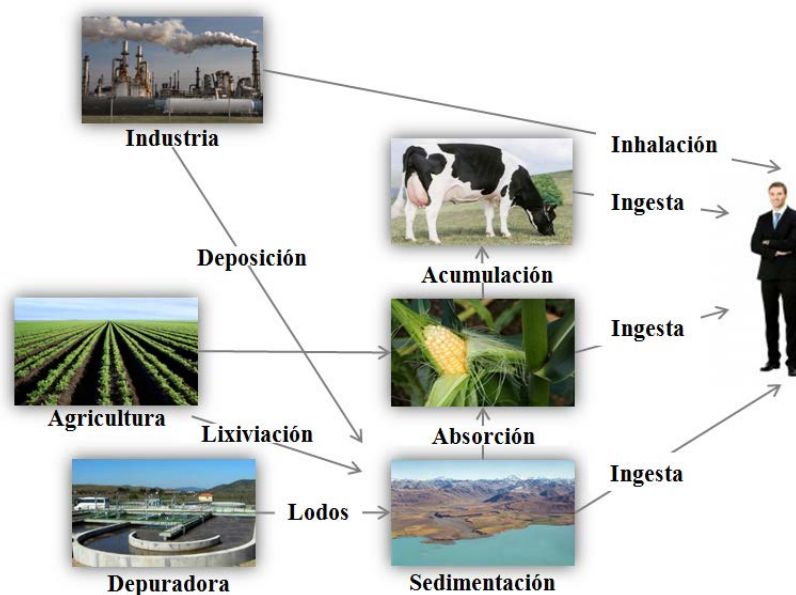 Industria
Inhalación
Ingesta
Deposición
Acumulación
Ingesta
Agricultura
Lixiviación
Absorción
Ingesta
Lodos
Depuradora
Sedimentación